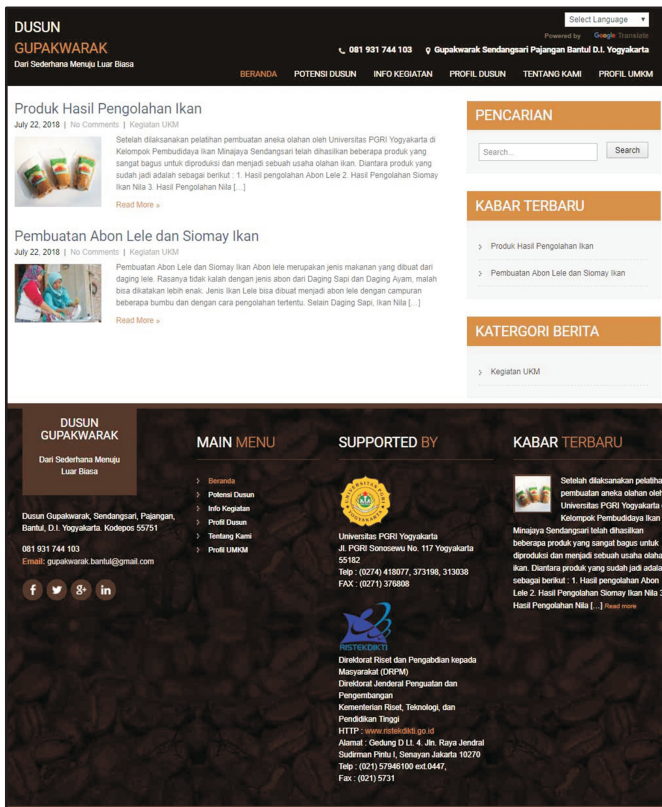 DUSUN
GUPAKWARAK
Dari Sederhana Menuju Luar Biasa
Select Language
Powered by Google Translate
081 931 744 103 Gupakwarak Sendangsari Pajangan Bantul D.I. Yogyakarta
BERANDA POTENSI DUSUN INFO KEGIATAN PROFIL DUSUN TENTANG KAMI PROFIL UMKM
Produk Hasil Pengolahan Ikan
July 22, 2018 | No Comments | Kegiatan UKM
Setelah dilaksanakan pelatihan pembuatan aneka olahan oleh Universitas PGRI Yogyakarta di
Kelompok Pembudidaya Ikan Minajaya Sendangsari telah dihasilkan beberapa produk yang
sangat bagus untuk diproduksi dan menjadi sebuah usaha olahan ikan. Diantara produk yang
sudah jadi adalah sebagai berikut : 1. Hasil pengolahan Abon Lele 2. Hasil Pengolahan Siomay
Ikan Nila 3. Hasil Pengolahan Nila [...]
Read More »
Pembuatan Abon Lele dan Siomay Ikan
July 22, 2018 | No Comments | Kegiatan UKM
Pembuatan Abon Lele dan Siomay Ikan Abon lele merupakan jenis makanan yang dibuat dari
daging lele. Rasanya tidak kalah dengan jenis abon dari Daging Sapi dan Daging Ayam, malah
bisa dikatakan lebih enak. Jenis Ikan Lele bisa dibuat menjadi abon lele dengan campuran
beberapa bumbu dan dengan cara pengolahan tertentu. Selain Daging Sapi, Ikan Nila [...]
Read More »
PENCARIAN
Search... Search
KABAR TERBARU
Produk Hasil Pengolahan Ikan
Pembuatan Abon Lele dan Siomay Ikan
KATERGORI BERITA
Kegiatan UKM
DUSUN
GUPAKWARAK
Dari Sederhana Menuju
Luar Biasa
Dusun Gupakwarak, Sendangsari, Pajangan,
Bantul, D.I. Yogyakarta. Kodepos 55751
081 931 744 103
Email: gupakwarak.bantul@gmail.com
MAIN MENU
Beranda
Potensi Dusun
Info Kegiatan
Profil Dusun
Tentang Kami
Profil UMKM
SUPPORTED BY
UNIVERSITAS PGRI
YOGYAKARTA
Universitas PGRI Yogyakarta
Jl. PGRI Sonosewu No. 117 Yogyakarta
55182
Telp : (0274) 418077, 373198, 313038
FAX : (0271) 376808
RISTEKDIKTI
Direktorat Riset dan Pengabdian kepada
Masyarakat (DRPM)
Direktorat Jenderal Penguatan dan
Pengembangan
Kementerian Riset, Teknologi, dan
Pendidikan Tinggi
HTTP : www.ristekdikti.go.id
Alamat : Gedung D Lt. 4. Jln. Raya Jendral
Sudirman Pintu I, Senayan Jakarta 10270
Telp : (021) 57946100 ext.0447,
Fax : (021) 5731
KABAR TERBARU
Setelah dilaksanakan pelatiha
pembuatan aneka olahan oleh
Universitas PGRI Yogyakarta
Kelompok Pembudidaya Ikan
Minajaya Sendangsari telah dihasilkan
beberapa produk yang sangat bagus untuk
diproduksi dan menjadi sebuah usaha olaha
ikan. Diantara produk yang sudah jadi adala
sebagai berikut : 1. Hasil pengolahan Abon
Lele 2. Hasil Pengolahan Siomay Ikan Nila 3
Hasil Pengolahan Nila [...] Read more